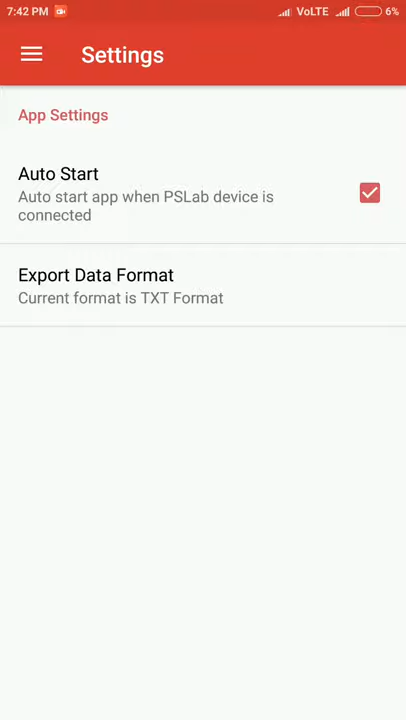 7:42 PM VoLTE 6%
Settings
App Settings
Auto Start
Auto start app when PSLab device is
connected
Export Data Format
Current format is TXT Format